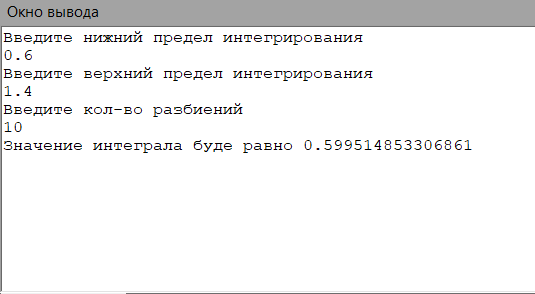 Окно вывода
Введите нижний предел интегрирования
0.6
Введите верхний предел интегрирования
1.4
Введите кол-во разбиений
10
Значение интеграла буде равно 0.599514853306861